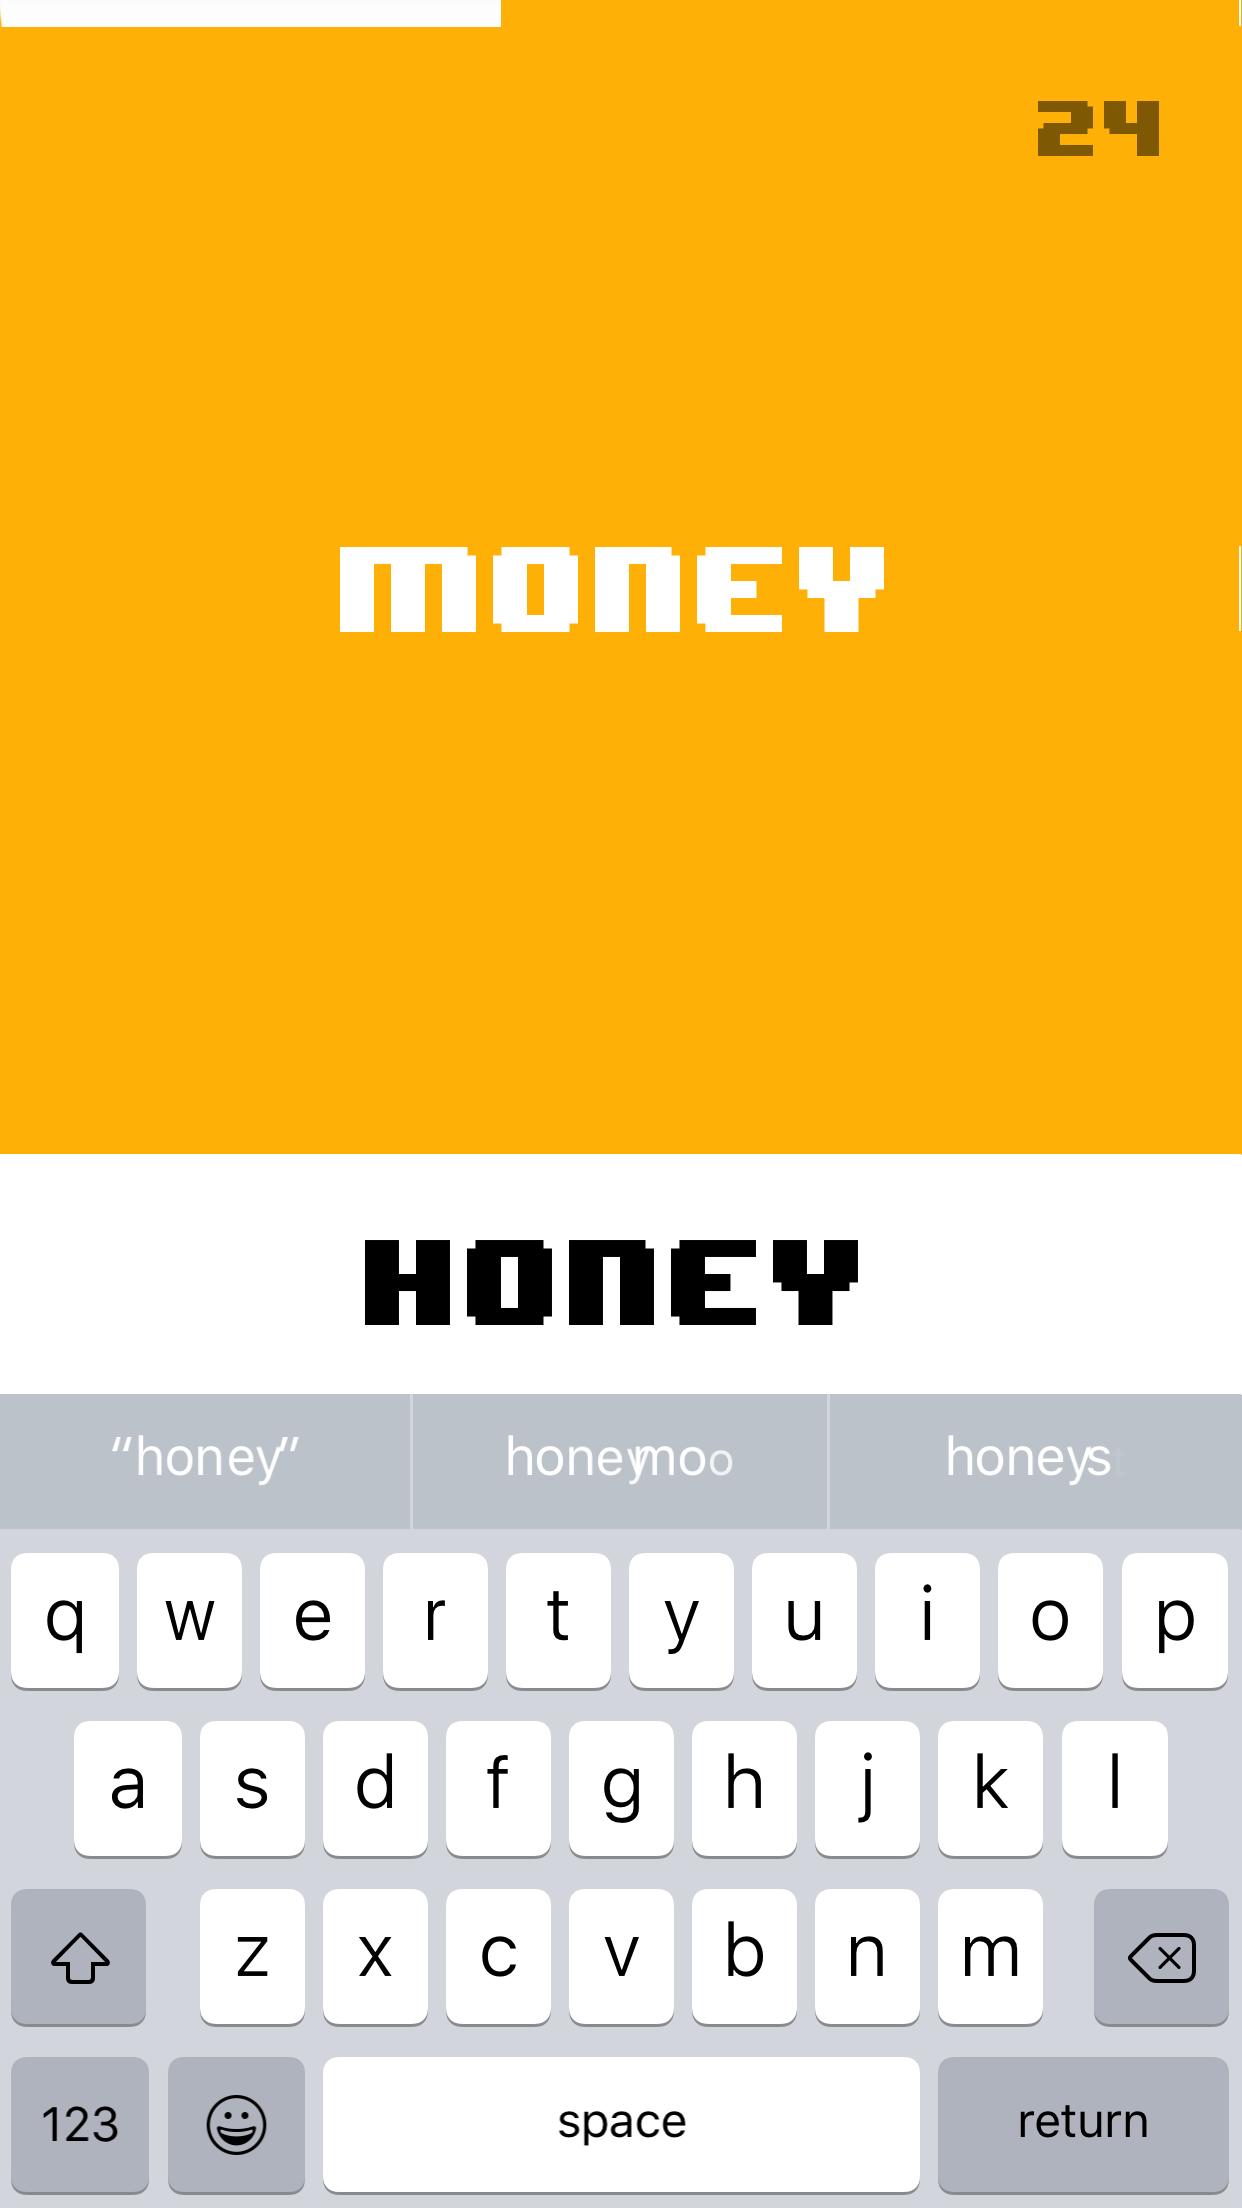 24
MONEY
HONEY
“honey” honeymoo honeys
q w e r t y u i o p
a s d f g h j k l
z x c v b n m
123 space return